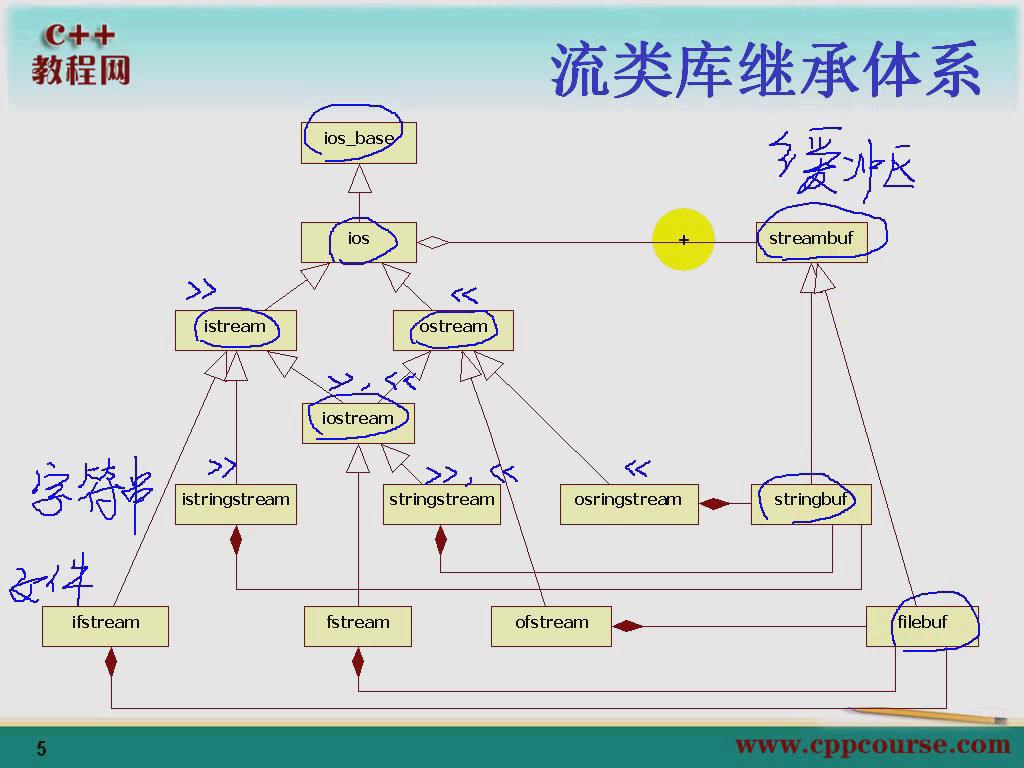 C++
教程网
流类库继承体系
ios_base
缓冲区
ios
streambuf
>>
<<
istream
ostream
>>, <<
iostream
字符串
>>
>>, <<
<<
istringstream
stringstream
osringstream
stringbuf
文件
ifstream
fstream
ofstream
filebuf
5
www.cppcourse.com